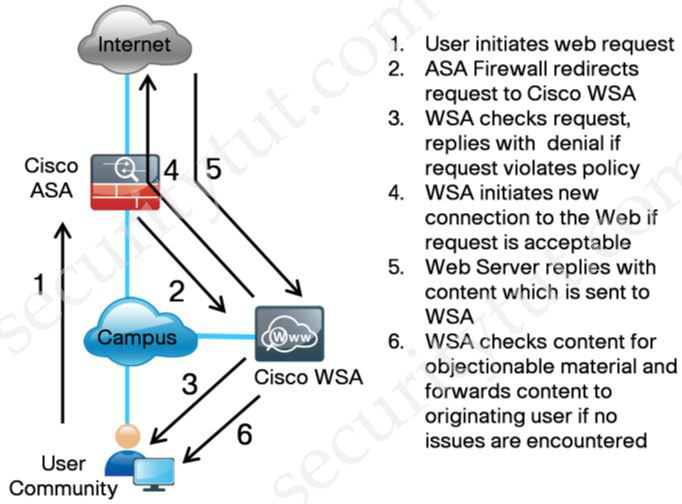 Internet
Cisco
ASA
4
5
1
2
Campus
Www
Cisco WSA
3
6
User
Community
1. User initiates web request
2. ASA Firewall redirects
request to Cisco WSA
3. WSA checks request,
replies with denial if
request violates policy
4. WSA initiates new
connection to the Web if
request is acceptable
5. Web Server replies with
content which is sent to
WSA
6. WSA checks content for
objectionable material and
forwards content to
originating user if no
issues are encountered
securitytut.com
securitytut.com